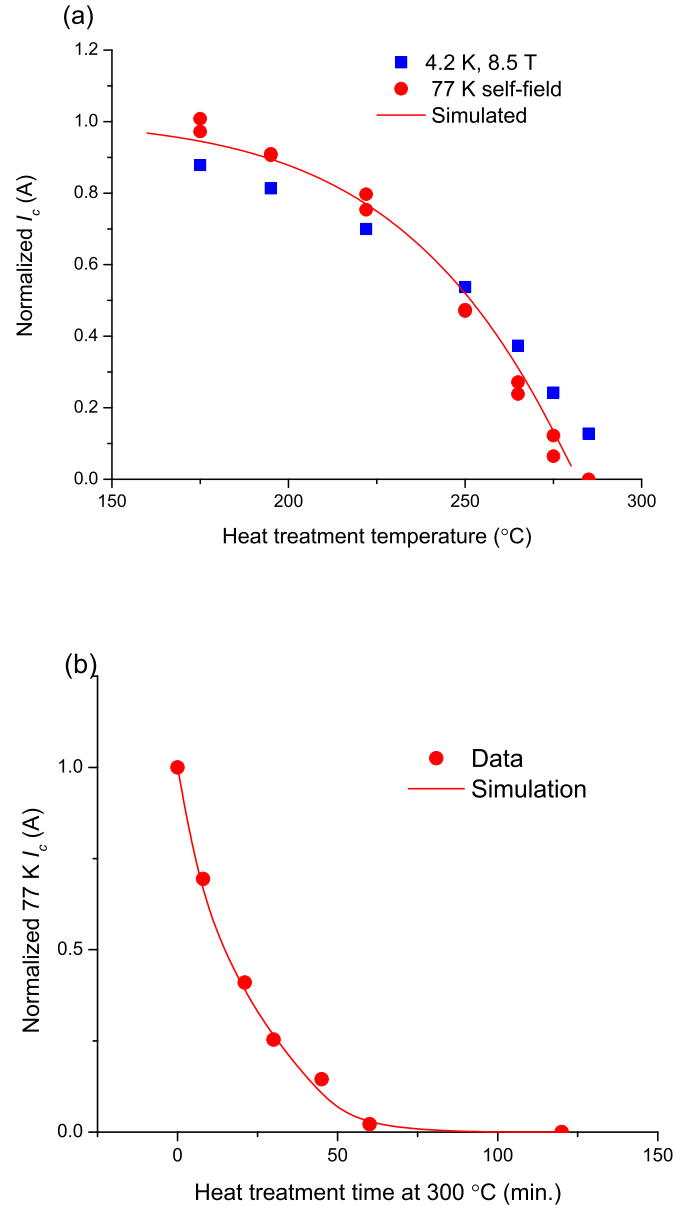 (a)
1.2
1.0
0.8
0.6
0.4
0.2
0.0
Normalized I_c (A)
4.2 K, 8.5 T
77 K self-field
Simulated
150
200
250
300
Heat treatment temperature (°C)
(b)
1.0
0.5
0.0
Normalized 77 K I_c (A)
Data
Simulation
0
50
100
150
Heat treatment time at 300 °C (min.)